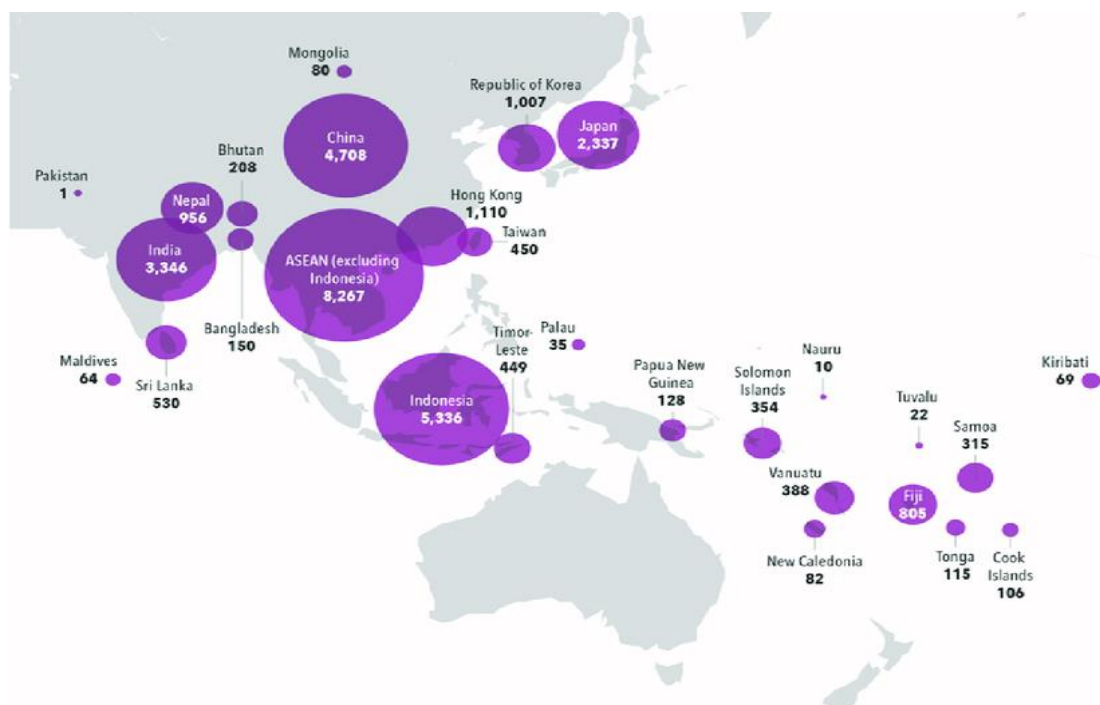 Mongolia
80
Republic of Korea
1,007
China
4,708
Japan
2,337
Bhutan
208
Pakistan
1
Nepal
956
Hong Kong
1,110
Taiwan
450
India
3,346
ASEAN (excluding
Indonesia)
8,267
Bangladesh
150
Timor-
Leste
449
Palau
35
Maldives
64
Sri Lanka
530
Indonesia
5,336
Papua New
Guinea
128
Solomon
Islands
354
Nauru
10
Kiribati
69
Tuvalu
22
Samoa
315
Vanuatu
388
Fiji
805
New Caledonia
82
Tonga
115
Cook
Islands
106